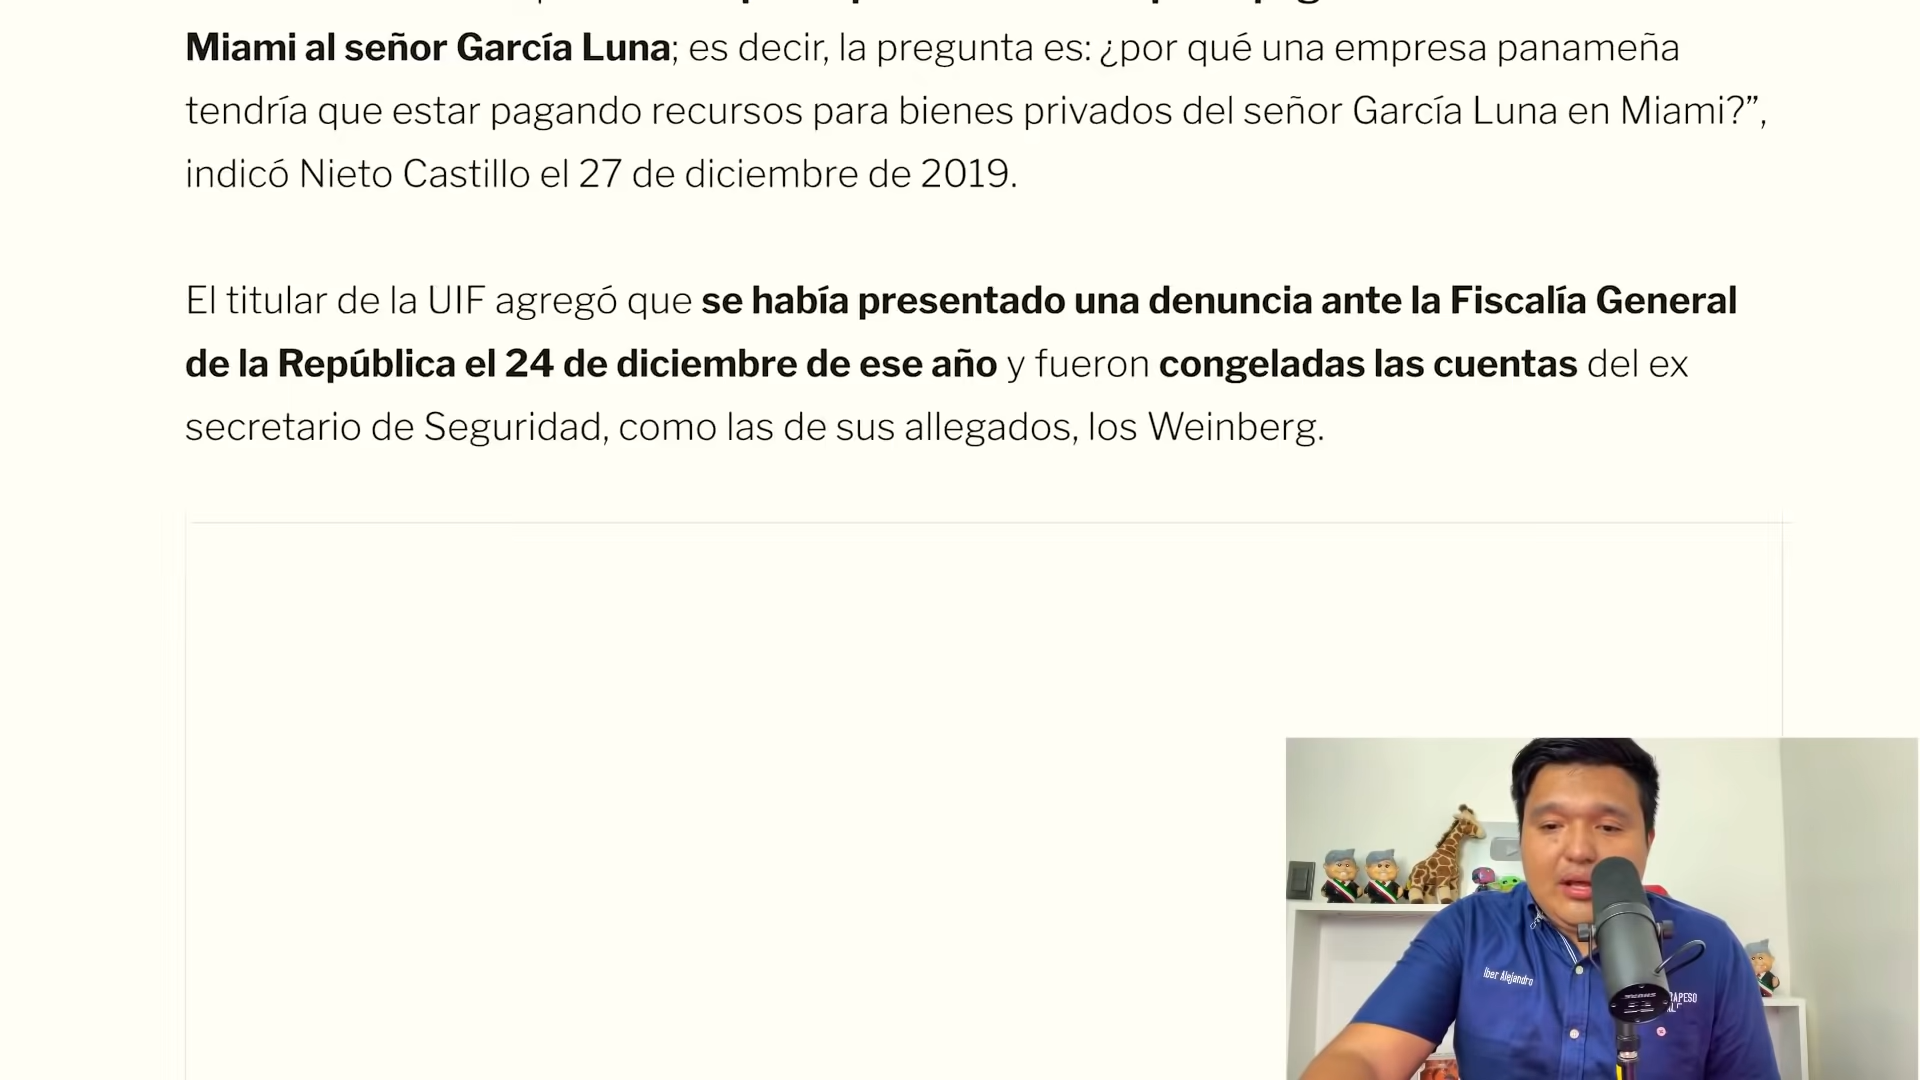 Miami al señor García Luna; es decir, la pregunta es: ¿por qué una empresa panameña
tendría que estar pagando recursos para bienes privados del señor García Luna en Miami?”,
indicó Nieto Castillo el 27 de diciembre de 2019.
El titular de la UIF agregó que se había presentado una denuncia ante la Fiscalía General
de la República el 24 de diciembre de ese año y fueron congeladas las cuentas del ex
secretario de Seguridad, como las de sus allegados, los Weinberg.
Iber Alejandro